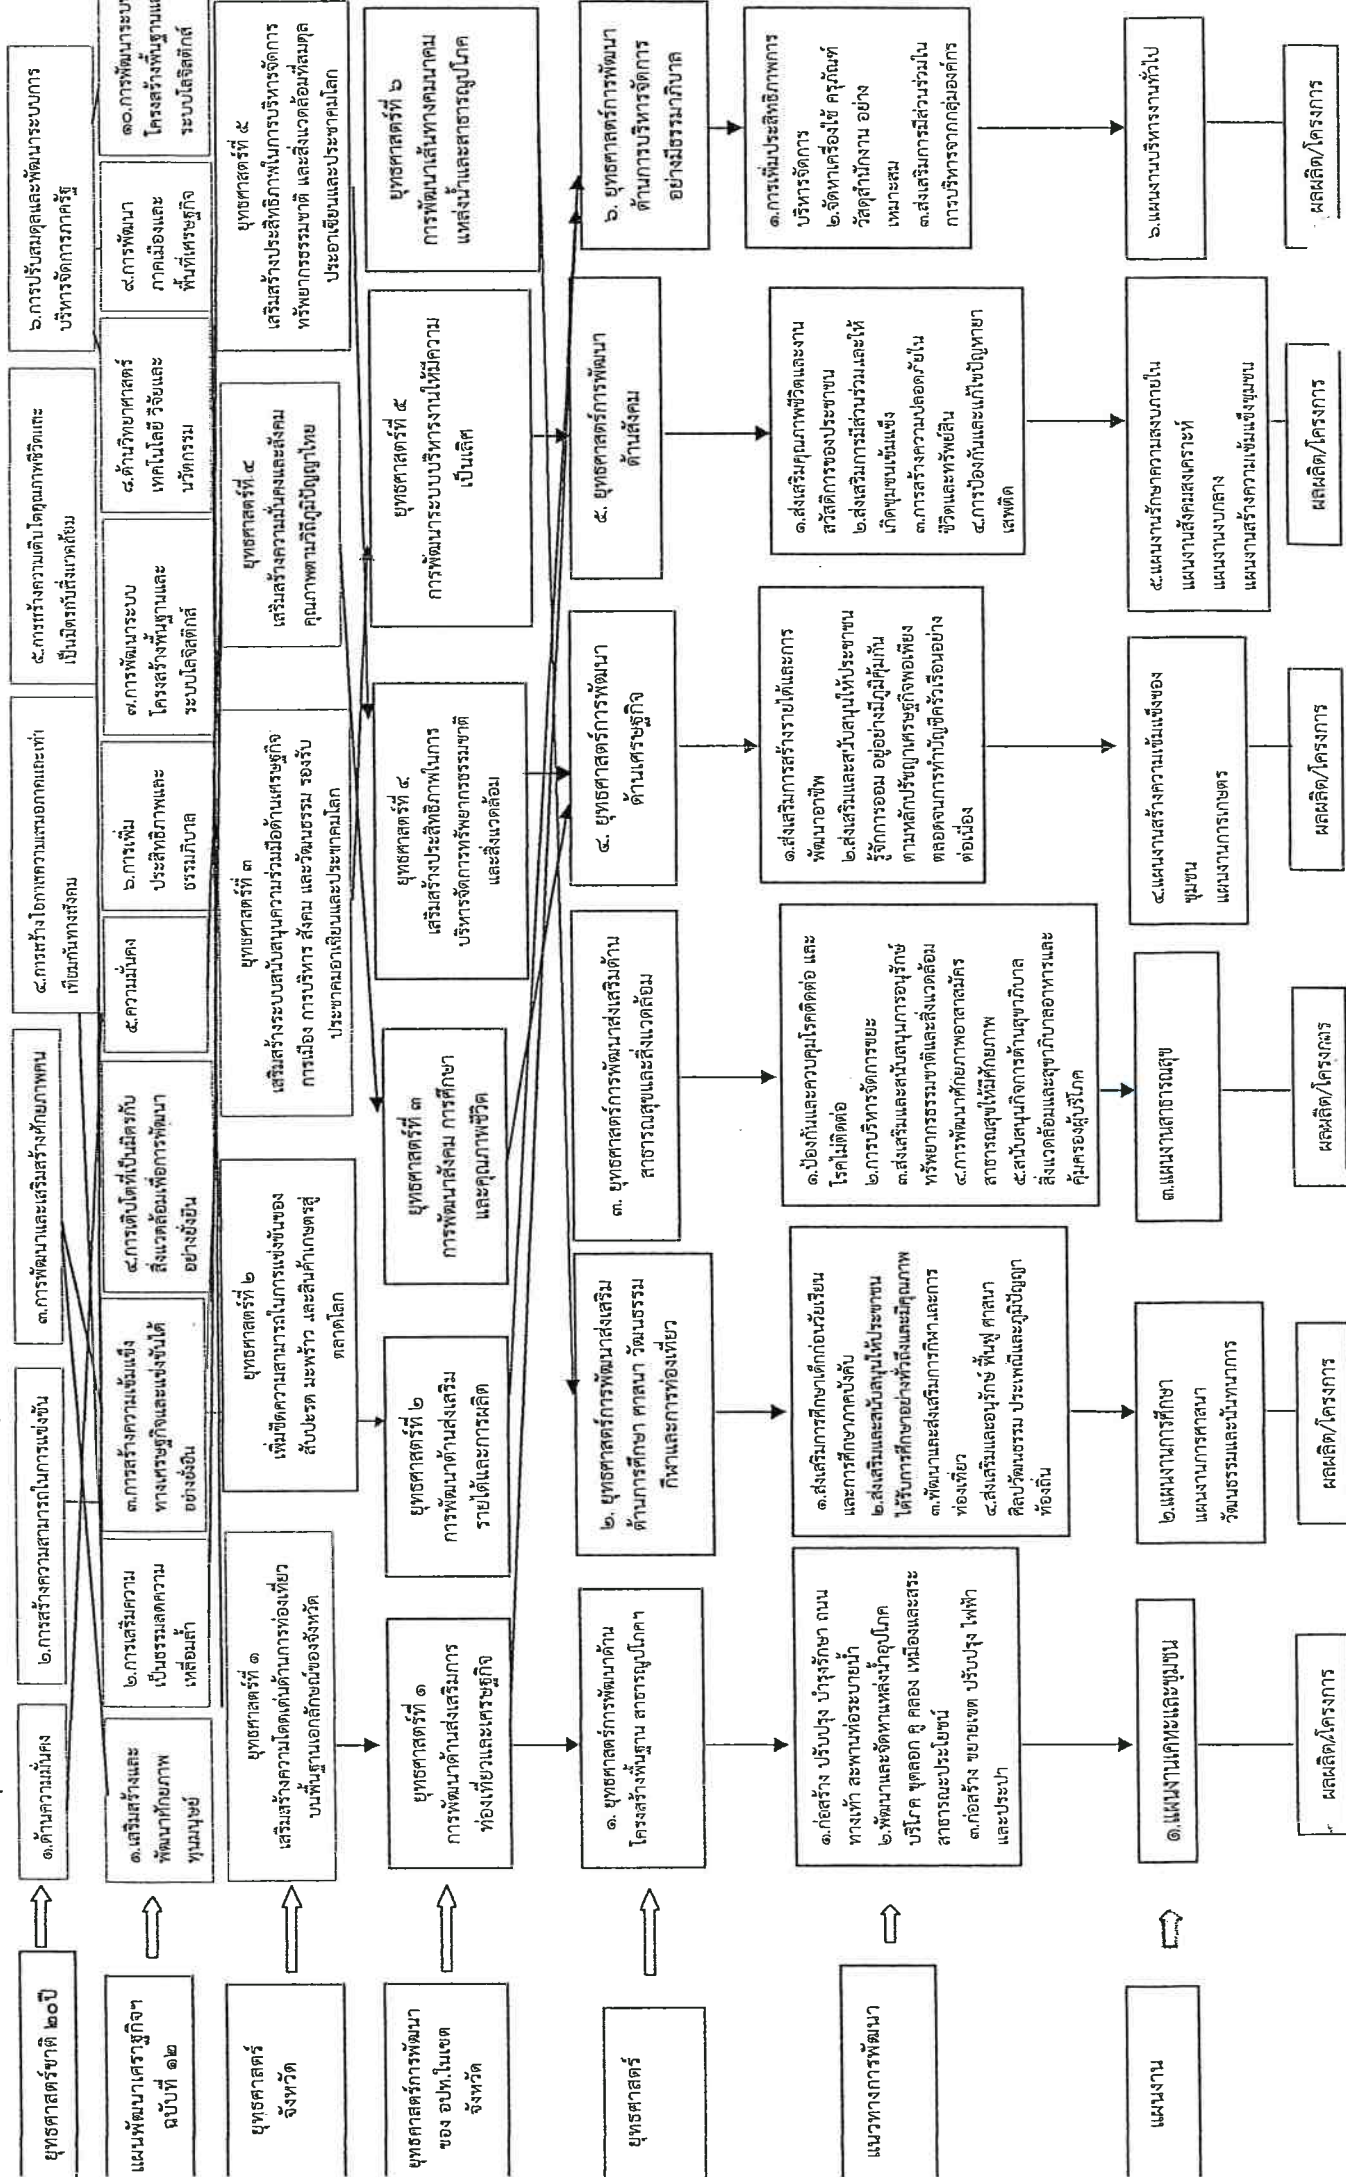 ยุทธศาสตร์ชาติ ๒๐ปี
๑.ด้านความมั่นคง
๒.การสร้างความสามารถในการแข่งขัน
๓.การพัฒนาและเสริมสร้างศักยภาพคน
๔.การสร้างโอกาสความเสมอภาคและเท่า
เทียมกันทางสังคม
๕.การสร้างความเติบโตคุณภาพชีวิตและ
เป็นมิตรกับสิ่งแวดล้อม
๖.การปรับสมดุลและพัฒนาระบบการ
บริหารจัดการภาครัฐ
แผนพัฒนาเศราฐกิจฯ
ฉบับที่ ๑๒
๑.เสริมสร้างและ
พัฒนาศักยภาพ
ทุนมนุษย์
๒.การเสริมความ
เป็นธรรมลดความ
เหลื่อมล้ำ
๓.การสร้างความเข้มแข็ง
ทางเศรษฐกิจและแข่งขันได้
อย่างยั่งยืน
๔.การเติบโตที่เป็นมิตรกับ
สิ่งแวดล้อมเพื่อการพัฒนา
อย่างยั่งยืน
๕.ความมั่นคง
๖.การเพิ่ม
ประสิทธิภาพและ
ธรรมภิบาล
๗.การพัฒนาระบบ
โครงสร้างพื้นฐานและ
ระบบโลจิสติกส์
๘.ด้านวิทยาศาสตร์
เทคโนโลยี วิจัยและ
นวัตกรรม
๙.การพัฒนา
ภาคเมืองและ
พื้นที่เศรษฐกิจ
๑๐.การพัฒนาระบบ
โครงสร้างพื้นฐานและ
ระบบโลจิสติกส์
ยุทธศาสตร์
จังหวัด
ยุทธศาสตร์ที่ ๑
เสริมสร้างความโดดเด่นด้านการท่องเที่ยว
บนพื้นฐานเอกลักษณ์ของจังหวัด
ยุทธศาสตร์ที่ ๒
เพิ่มขีดความสามารถในการแข่งขันของ
สับปะรด มะพร้าว และสินค้าเกษตรสู่
ตลาดโลก
ยุทธศาสตร์ที่ ๓
เสริมสร้างระบบสนับสนุนความร่วมมือด้านเศรษฐกิจ
การเมือง การบริหาร สังคม และวัฒนธรรม รองรับ
ประชาคมอาเซียนและประชาคมโลก
ยุทธศาสตร์ที่ ๔
เสริมสร้างความมั่นคงและสังคม
คุณภาพตามวิถีภูมิปัญญาไทย
ยุทธศาสตร์ที่ ๕
เสริมสร้างประสิทธิภาพในการบริหารจัดการ
ทรัพยากรธรรมชาติ และสิ่งแวดล้อมที่สมดุล
ประอาเซียนและประชาคมโลก
ยุทธศาสตร์การพัฒนา
ของ อปท.ในเขต
จังหวัด
ยุทธศาสตร์ที่ ๑
การพัฒนาด้านส่งเสริมการ
ท่องเที่ยวและเศรษฐกิจ
ยุทธศาสตร์ที่ ๒
การพัฒนาด้านส่งเสริม
รายได้และการผลิต
ยุทธศาสตร์ที่ ๓
การพัฒนาสังคม การศึกษา
และคุณภาพชีวิต
ยุทธศาสตร์ที่ ๔
เสริมสร้างประสิทธิภาพในการ
บริหารจัดการทรัพยากรธรรมชาติ
และสิ่งแวดล้อม
ยุทธศาสตร์ที่ ๕
การพัฒนาระบบบริหารงานให้มีความ
เป็นเลิศ
ยุทธศาสตร์ที่ ๖
การพัฒนาเส้นทางคมนาคม
แหล่งน้ำและสาธารณูปโภค
ยุทธศาสตร์
๑. ยุทธศาสตร์การพัฒนาด้าน
โครงสร้างพื้นฐาน สาธารณูปโภคฯ
๒. ยุทธศาสตร์การพัฒนาส่งเสริม
ด้านการศึกษา ศาสนา วัฒนธรรม
กีฬาและการท่องเที่ยว
๓. ยุทธศาสตร์การพัฒนาส่งเสริมด้าน
สาธารณสุขและสิ่งแวดล้อม
๔. ยุทธศาสตร์การพัฒนา
ด้านเศรษฐกิจ
๕. ยุทธศาสตร์การพัฒนา
ด้านสังคม
๖. ยุทธศาสตร์การพัฒนา
ด้านการบริหารจัดการ
อย่างมีธรรมาภิบาล
แนวทางการพัฒนา
๑.ก่อสร้าง ปรับปรุง บำรุงรักษา ถนน
ทางเท้า สะพานท่อระบายน้ำ
๒.พัฒนาและจัดหาแหล่งน้ำอุปโภค
บริโภค ขุดลอก คู คลอง เหมืองและสระ
สาธารณะประโยชน์
๓.ก่อสร้าง ขยายเขต ปรับปรุง ไฟฟ้า
และประปา
๑.ส่งเสริมการศึกษาเด็กก่อนวัยเรียน
และการศึกษาภาคบังคับ
๒.ส่งเสริมและสนับสนุนให้ประชาชน
ได้รับการศึกษาอย่างทั่วถึงและมีคุณภาพ
๓.พัฒนาและส่งเสริมการกีฬาและการ
ท่องเที่ยว
๔.ส่งเสริมและอนุรักษ์ ฟื้นฟู ศาสนา
ศิลปวัฒนธรรม ประเพณีและภูมิปัญญา
ท้องถิ่น
๑.ป้องกันและควบคุมโรคติดต่อ และ
โรคไม่ติดต่อ
๒.การบริหารจัดการขยะ
๓.ส่งเสริมและสนับสนุนการอนุรักษ์
ทรัพยากรธรรมชาติและสิ่งแวดล้อม
๔.การพัฒนาศักยภาพอาสาสมัคร
สาธารณสุขให้มีศักยภาพ
๕.สนับสนุนกิจการด้านสุขาภิบาล
สิ่งแวดล้อมและสุขาภิบาลอาหารและ
คุ้มครองผู้บริโภค
๑.ส่งเสริมการสร้างรายได้และการ
พัฒนาอาชีพ
๒.ส่งเสริมและสนับสนุนให้ประชาชน
รู้จักการออม อยู่อย่างมีภูมิคุ้มกัน
ตามหลักปรัชญาเศรษฐกิจพอเพียง
ตลอดจนการทำบัญชีครัวเรือนอย่าง
ต่อเนื่อง
๑.ส่งเสริมคุณภาพชีวิตและงาน
สวัสดิการของประชาชน
๒.ส่งเสริมการมีส่วนร่วมและให้
เกิดชุมชนเข้มแข็ง
๓.การสร้างความปลอดภัยใน
ชีวิตและทรัพย์สิน
๔.การป้องกันและแก้ไขปัญหายา
เสพติด
๑.การเพิ่มประสิทธิภาพการ
บริหารจัดการ
๒.จัดหาเครื่องใช้ ครุภัณฑ์
วัสดุสำนักงาน อย่าง
เหมาะสม
๓.ส่งเสริมการมีส่วนร่วมใน
การบริหารจากกลุ่มองค์กร
แผนงาน
๑.แผนงานเคหะและชุมชน
๒.แผนงานการศึกษา
แผนงานการศาสนา
วัฒนธรรมและนันทนาการ
๓.แผนงานสาธารณสุข
๔.แผนงานสร้างความเข้มแข็งของ
ชุมชน
แผนงานการเกษตร
๕.แผนงานรักษาความสงบภายใน
แผนงานสังคมสงเคราะห์
แผนงานงบกลาง
แผนงานสร้างความเข้มแข็งชุมชน
๖.แผนงานบริหารงานทั่วไป
ผลผลิต/โครงการ
ผลผลิต/โครงการ
ผลผลิต/โครงการ
ผลผลิต/โครงการ
ผลผลิต/โครงการ
ผลผลิต/โครงการ